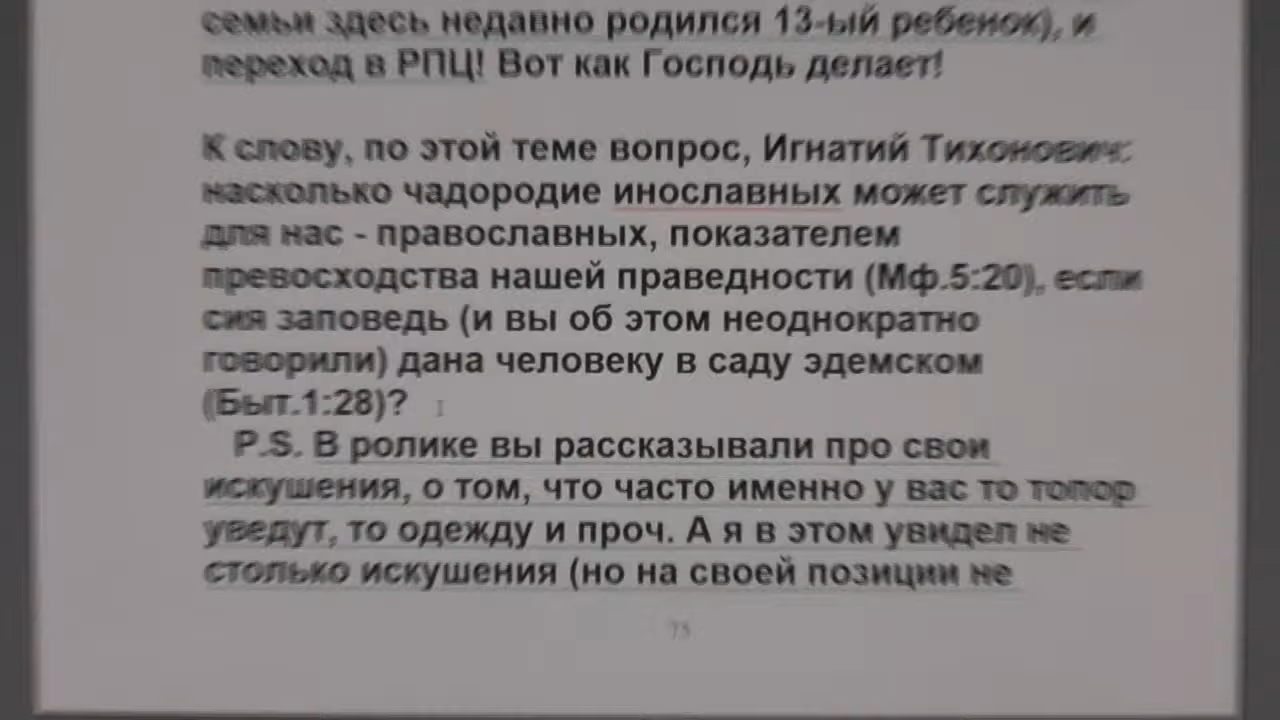 семьи здесь недавно родился 13-ый ребенок), и
переход в РПЦ! Вот как Господь делает!
К слову, по этой теме вопрос, Игнатий Тихонович:
насколько чадородие инославных может служить
для нас - православных, показателем
превосходства нашей праведности (Мф.5:20), если
сия заповедь (и вы об этом неоднократно
говорили) дана человеку в саду эдемском
(Быт.1:28)?
P.S. В ролике вы рассказывали про свои
искушения, о том, что часто именно у вас то топор
уведут, то одежду и проч. А я в этом увидел не
столько искушения (но на своей позиции не
75